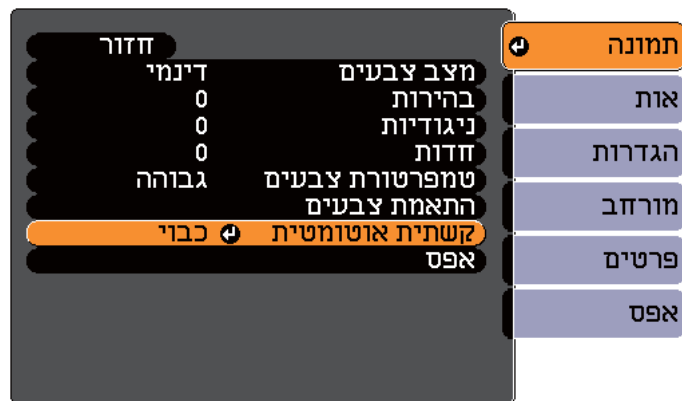 תמונה
אות
הגדרות
מורחב
פרטים
אפס
חזור
מצב צבעים דינמי
בהירות 0
ניגודיות 0
חדות 0
טמפרטורת צבעים גבוהה
התאמת צבעים
קשתית אוטומטית כבוי
אפס